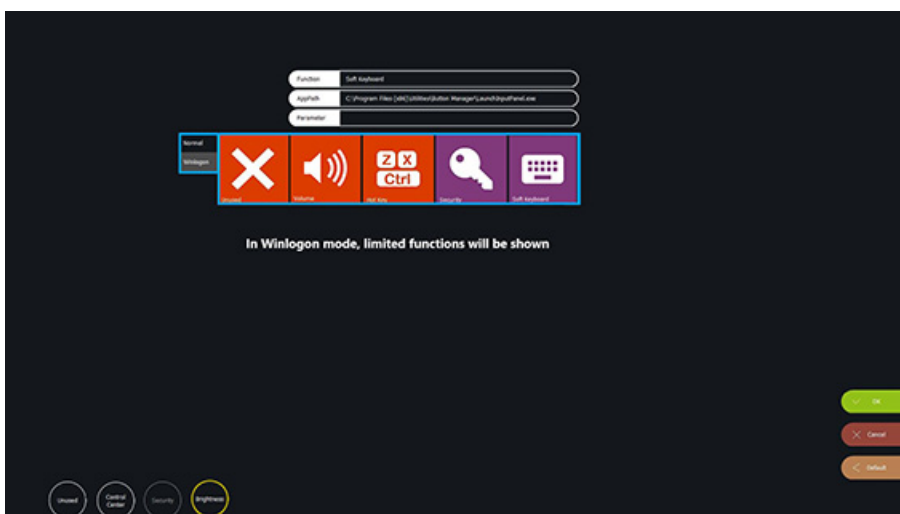 Function Soft Keyboard
AppPath C:\Program Files (x86)\Utilities\Button Manager\Launch\InputPanel.exe
Parameter
Normal
Winlogon
Z X
Ctrl
Unused Volume Hot Key Security Soft Keyboard
In Winlogon mode, limited functions will be shown
OK
Cancel
Default
Unused Control Center Security Brightness